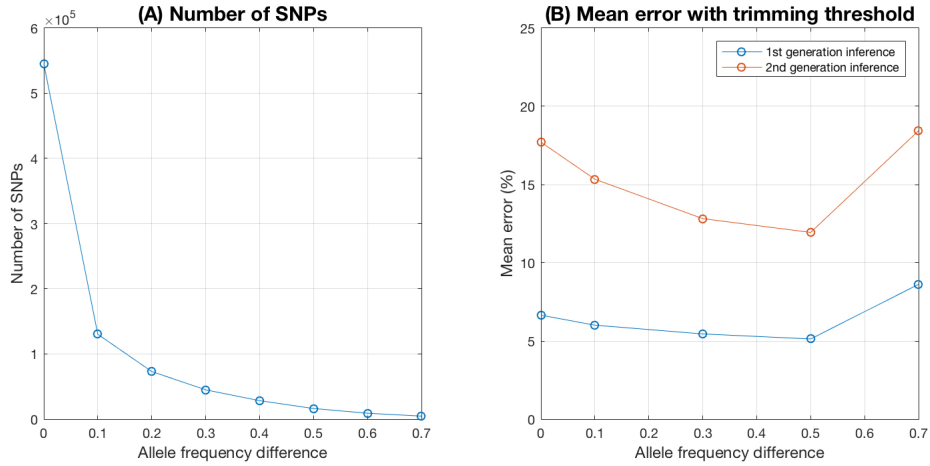 (A) Number of SNPs
×10⁵
6
5
4
3
2
1
0
0 0.1 0.2 0.3 0.4 0.5 0.6 0.7
Number of SNPs
Allele frequency difference
(B) Mean error with trimming threshold
1st generation inference
2nd generation inference
25
20
15
10
5
0
0 0.1 0.2 0.3 0.4 0.5 0.6 0.7
Mean error (%)
Allele frequency difference